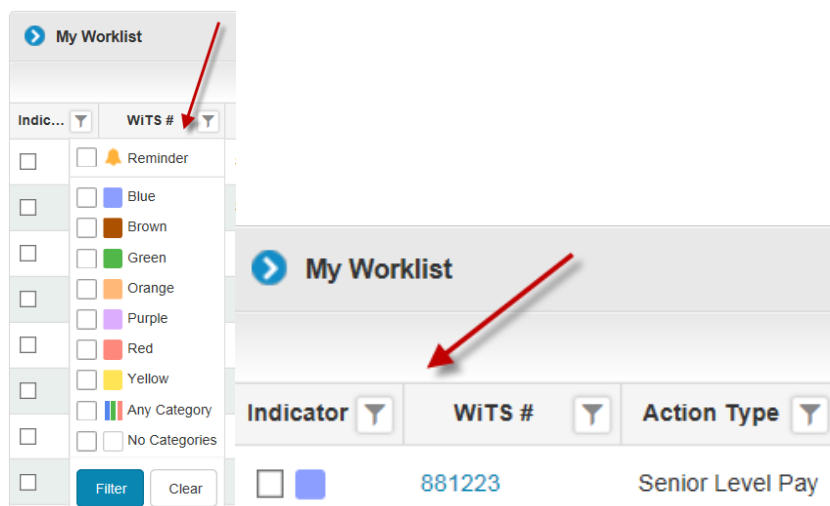 My Worklist
Indic... WiTS #
Reminder
Blue
Brown
Green
Orange
Purple
Red
Yellow
Any Category
No Categories
Filter Clear
My Worklist
Indicator WiTS # Action Type
881223 Senior Level Pay